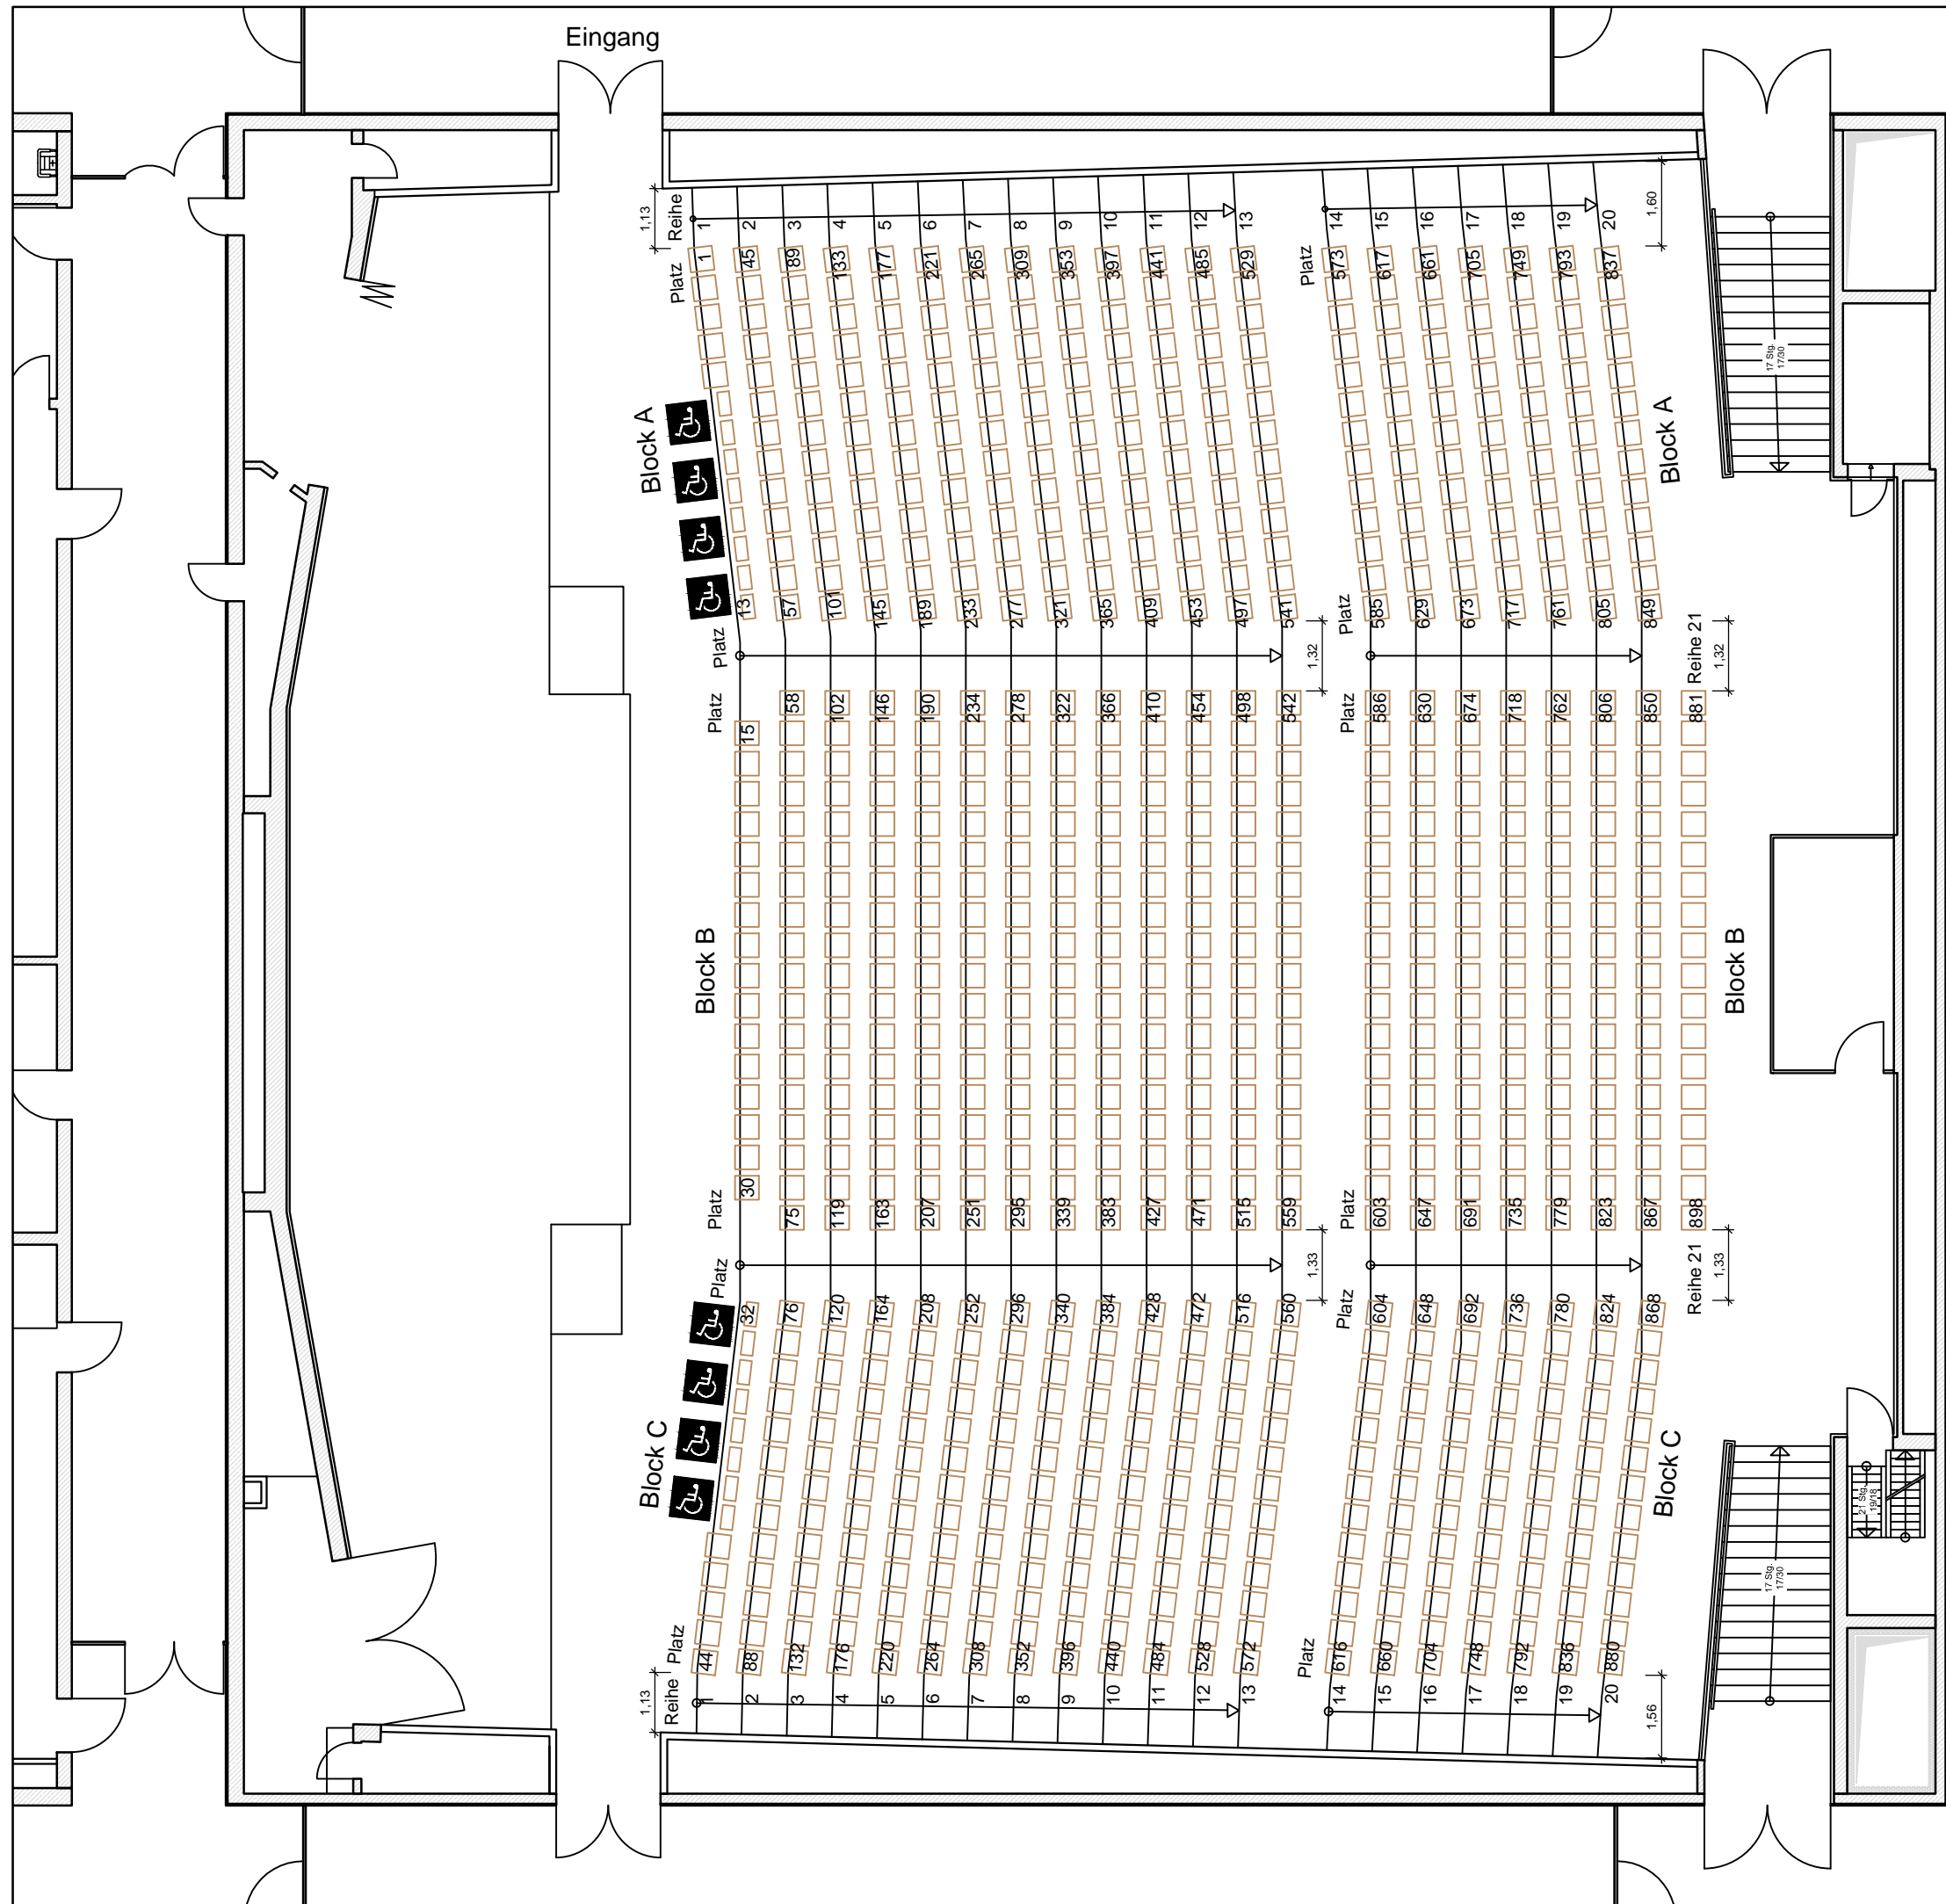 Eingang
1,13
Reihe
1 2 3 4 5 6 7 8 9 10 11 12 13
14 15 16 17 18 19 20
1,60
Platz
1 45 89 133 177 221 265 309 353 397 441 485 529
Platz
573 617 661 705 749 793 837
17 Stg.
17/30
Block A
Block A
13 57 101 145 189 233 277 321 365 409 453 497 541
Platz
585 629 673 717 761 805 849
Platz
1,32
Reihe 21
1,32
Platz
58 102 146 190 234 278 322 366 410 454 498 542
Platz
586 630 674 718 762 806 850 881
15
Block B
Block B
30
Platz
75 119 163 207 251 295 339 383 427 471 515 559
Platz
603 647 691 735 779 823 867 898
Platz
1,33
Reihe 21
1,33
32 76 120 164 208 252 296 340 384 428 472 516 560
Platz
604 648 692 736 780 824 868
Block C
Block C
21 Stg.
19/18
17 Stg.
17/30
Platz
44 88 132 176 220 264 308 352 396 440 484 528 572
Platz
616 660 704 748 792 836 880
1,13
Reihe
1 2 3 4 5 6 7 8 9 10 11 12 13
14 15 16 17 18 19 20
1,56